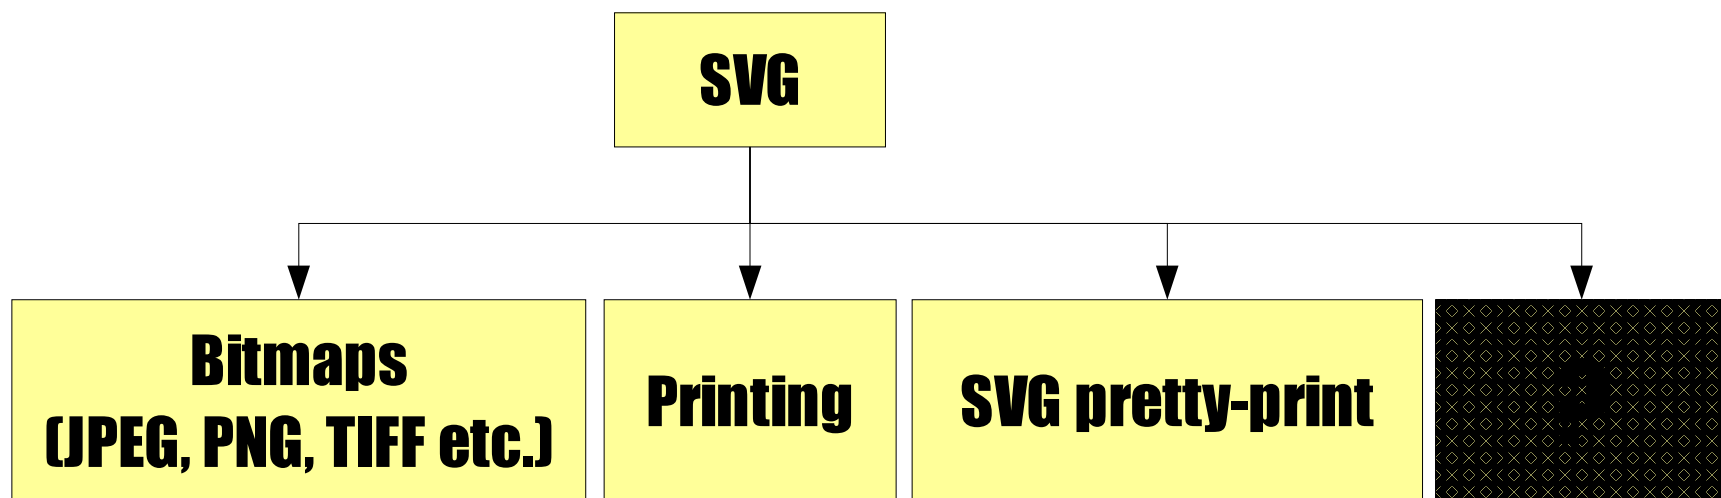 SVG
Bitmaps
(JPEG, PNG, TIFF etc.)
Printing
SVG pretty-print